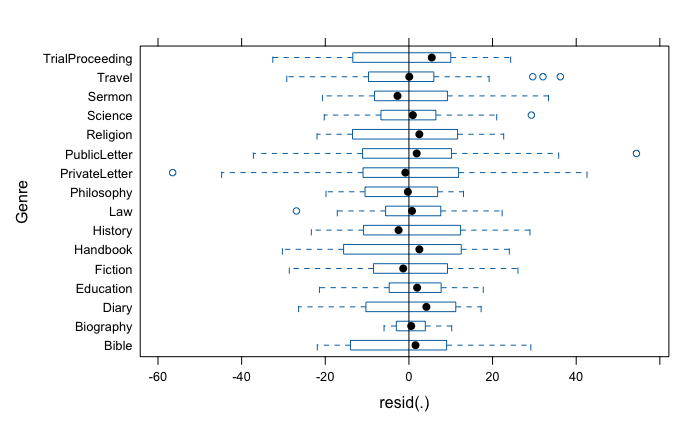 TrialProceeding
Travel
Sermon
Science
Religion
PublicLetter
PrivateLetter
Philosophy
Law
History
Handbook
Fiction
Education
Diary
Biography
Bible
Genre
-60 -40 -20 0 20 40
resid(.)